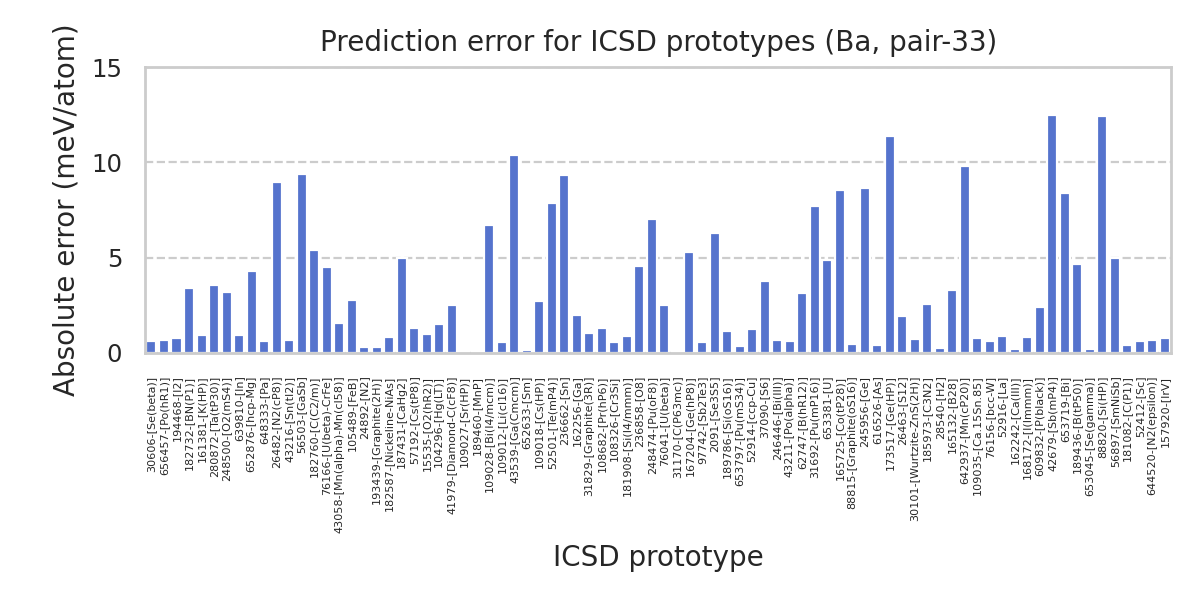 Prediction error for ICSD prototypes (Ba, pair-33)
Absolute error (meV/atom)
15
10
5
0
30606-[Se(beta)]
656457-[Po(hR1)]
194468-[I2]
182732-[BN(P1)]
161381-[K(HP)]
280872-[Ta(tP30)]
248500-[O2(mS4)]
639810-[In]
652876-[hcp-Mg]
648333-[Pa]
26482-[N2(cP8)]
43216-[Sn(tI2)]
56503-[GaSb]
182760-[C(C2/m)]
76166-[U(beta)-CrFe]
43058-[Mn(alpha)-Mn(cI58)]
105489-[FeB]
24892-[N2]
193439-[Graphite(2H)]
182587-[Nickeline-NiAs]
187431-[CaHg2]
57192-[Cs(tP8)]
15535-[O2(hR2)]
104296-[Hg(LT)]
41979-[Diamond-C(cF8)]
109027-[Sr(HP)]
189460-[MnP]
109028-[Bi(I4/mcm)]
109012-[Li(cI16)]
43539-[Ga(Cmcm)]
652633-[Sm]
109018-[Cs(HP)]
52501-[Te(mP4)]
236662-[Sn]
162256-[Ga]
31829-[Graphite(3R)]
108682-[Pr(hP6)]
108326-[Cr3Si]
181908-[Si(I4/mmm)]
236858-[O8]
248474-[Pu(oF8)]
76041-[U(beta)]
31170-[C(P63mc)]
167204-[Ge(hP8)]
97742-[Sb2Te3]
2091-[Se3S5]
189786-[Si(oS16)]
653797-[Pu(mS34)]
52914-[ccp-Cu]
37090-[S6]
246446-[Bi(III)]
43211-[Po(alpha)]
62747-[B(hR12)]
31692-[Pu(mP16)]
653381-[U]
165725-[Co(tP28)]
88815-[Graphite(oS16)]
245956-[Ge]
616526-[As]
173517-[Ge(HP)]
26463-[S12]
30101-[Wurtzite-ZnS(2H)]
185973-[C3N2]
28540-[H2]
165132-[B28]
642937-[Mn(cP20)]
109035-[Ca.15Sn.85]
76156-[bcc-W]
52916-[La]
162242-[Ca(III)]
168172-[I(Immm)]
609832-[P(black)]
42679-[Sb(mP4)]
653719-[Bi]
189436-[B(tP50)]
653045-[Se(gamma)]
88820-[Si(HP)]
56897-[SmNiSb]
181082-[C(P1)]
52412-[Sc]
644520-[N2(epsilon)]
157920-[IrV]
ICSD prototype